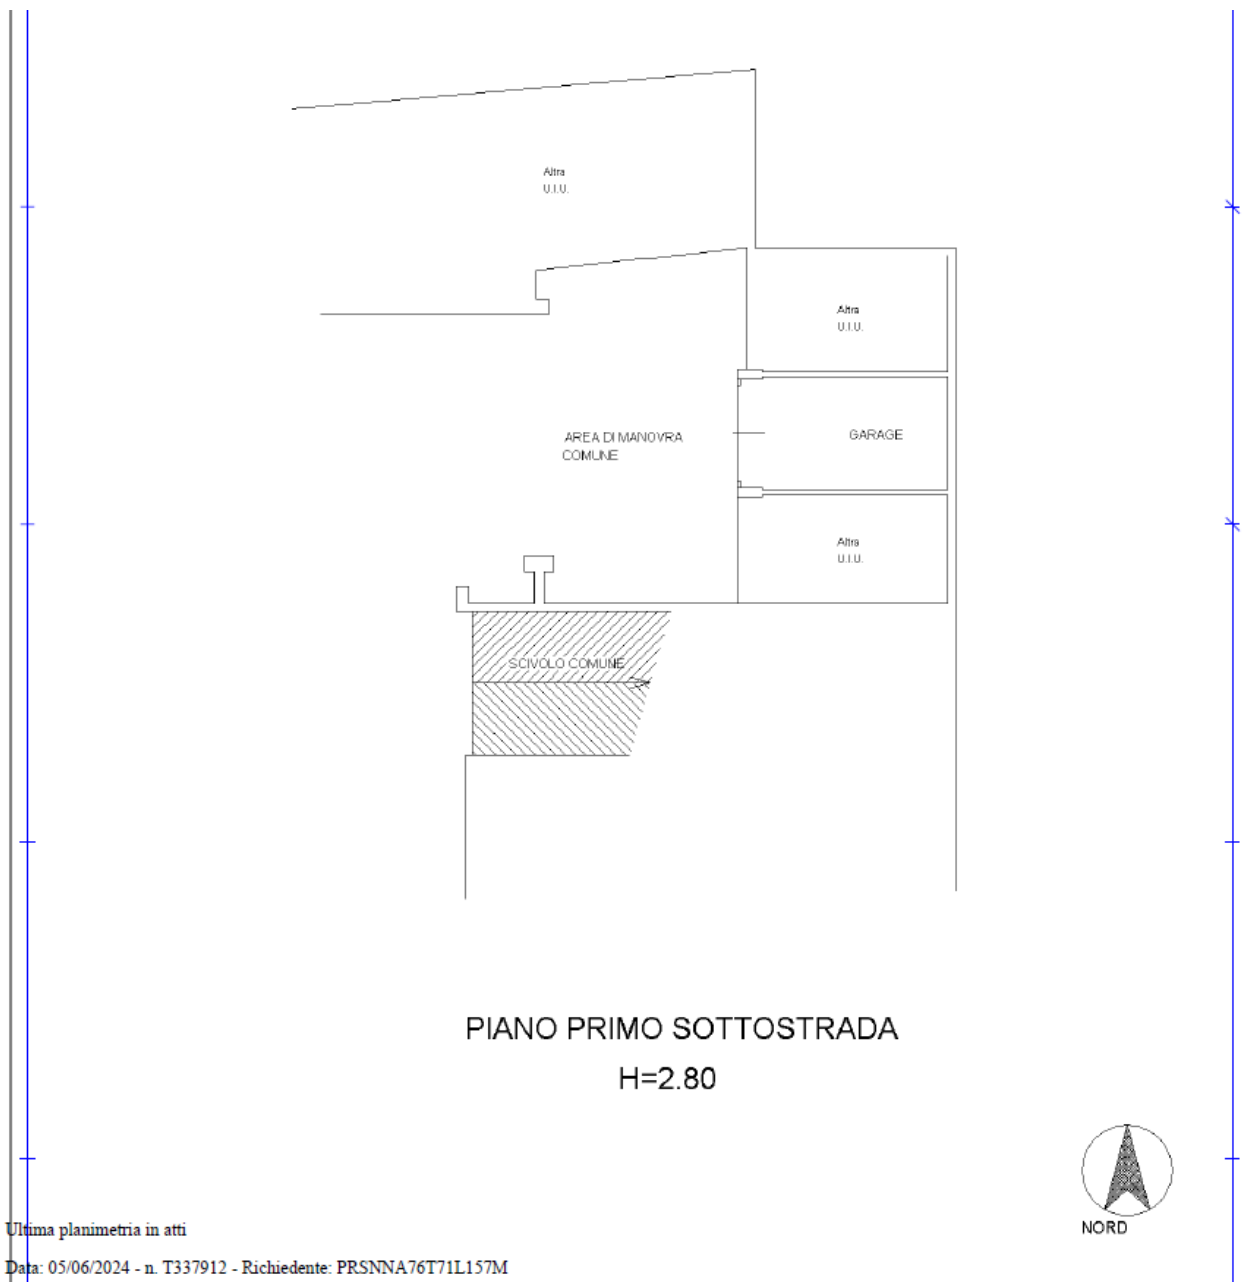 Altra
U.I.U.
Altra
U.I.U.
AREA DI MANOVRA
COMUNE
GARAGE
Altra
U.I.U.
SCIVOLO COMUNE
PIANO PRIMO SOTTOSTRADA
H=2.80
NORD
Ultima planimetria in atti
Data: 05/06/2024 - n. T337912 - Richiedente: PRSNNA76T71L157M